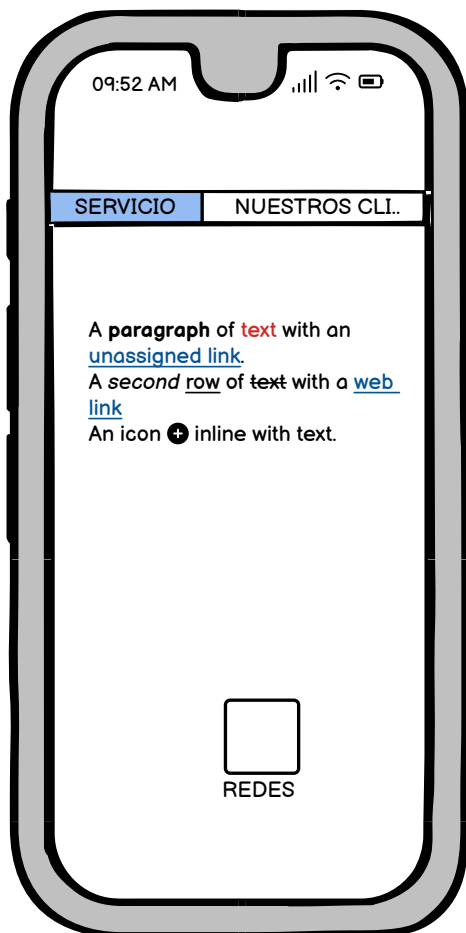 09:52 AM
SERVICIO NUESTROS CLI..
A paragraph of text with an
unassigned link.
A second row of text with a web
link
An icon + inline with text.
REDES